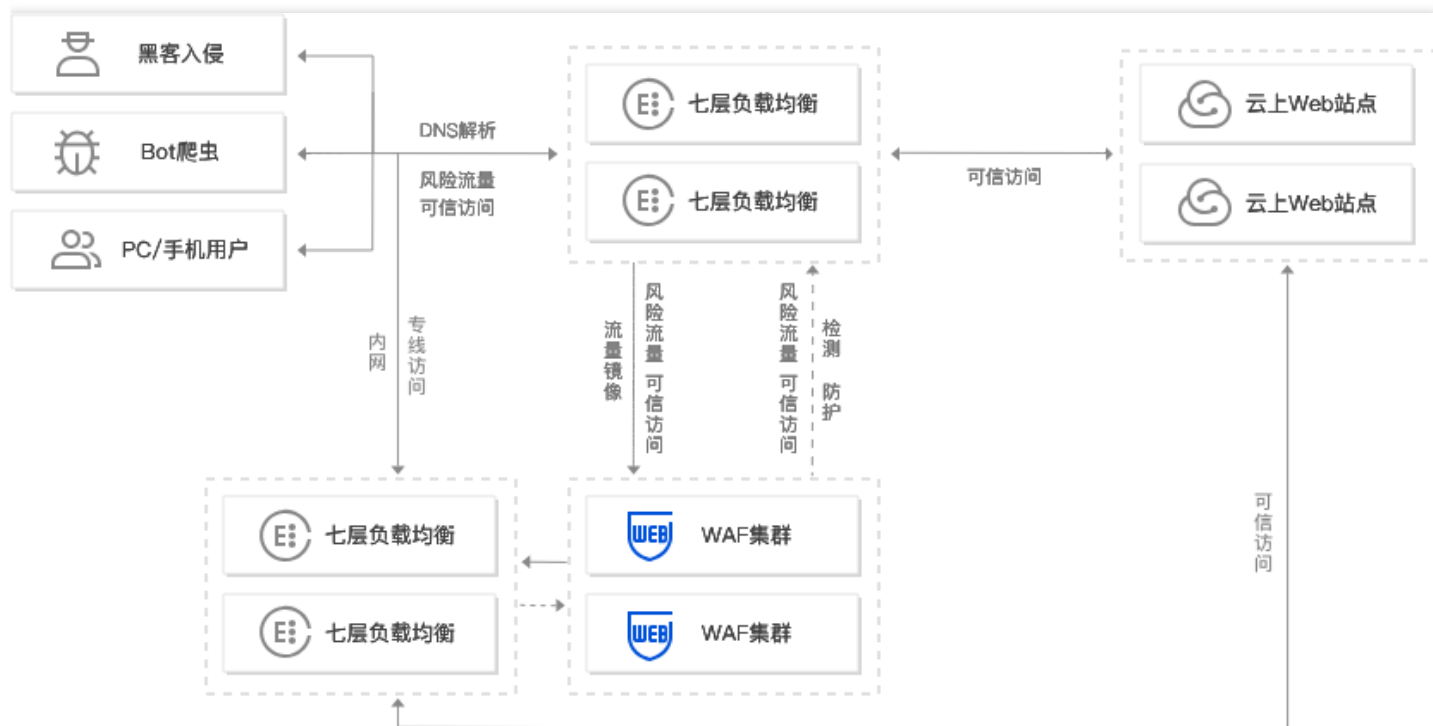 黑客入侵
Bot爬虫
PC/手机用户
DNS解析
风险流量
可信访问
七层负载均衡
七层负载均衡
可信访问
云上Web站点
云上Web站点
内网
专线访问
流量镜像
风险流量 可信访问
风险流量 可信访问
检测 防护
七层负载均衡
七层负载均衡
WEB
WAF集群
WEB
WAF集群
可信访问